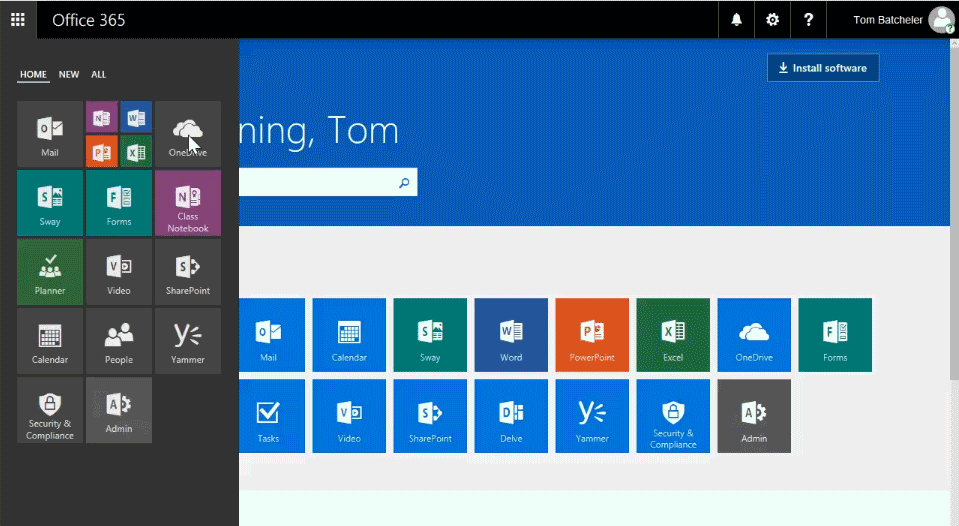 Office 365
?
Tom Batcheler
?
HOME NEW ALL
Install software
ning, Tom
Mail
N
W
P
X
OneDrive
Sway
Forms
Class
Notebook
Planner
Video
SharePoint
Calendar
People
Yammer
Security &
Compliance
Admin
Mail
Calendar
Sway
Word
PowerPoint
Excel
OneDrive
Forms
Tasks
Video
SharePoint
Delve
Yammer
Security &
Compliance
Admin